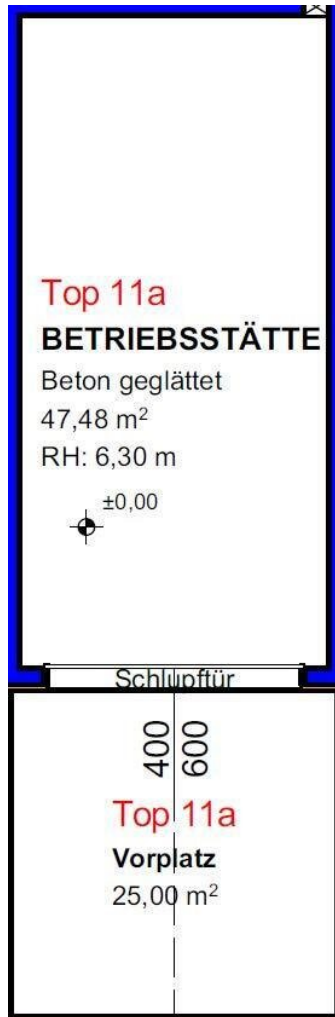 Top 11a
BETRIEBSSTÄTTE
Beton geglättet
47,48 m²
RH: 6,30 m
±0,00
Schlupftür
400
600
Top 11a
Vorplatz
25,00 m²